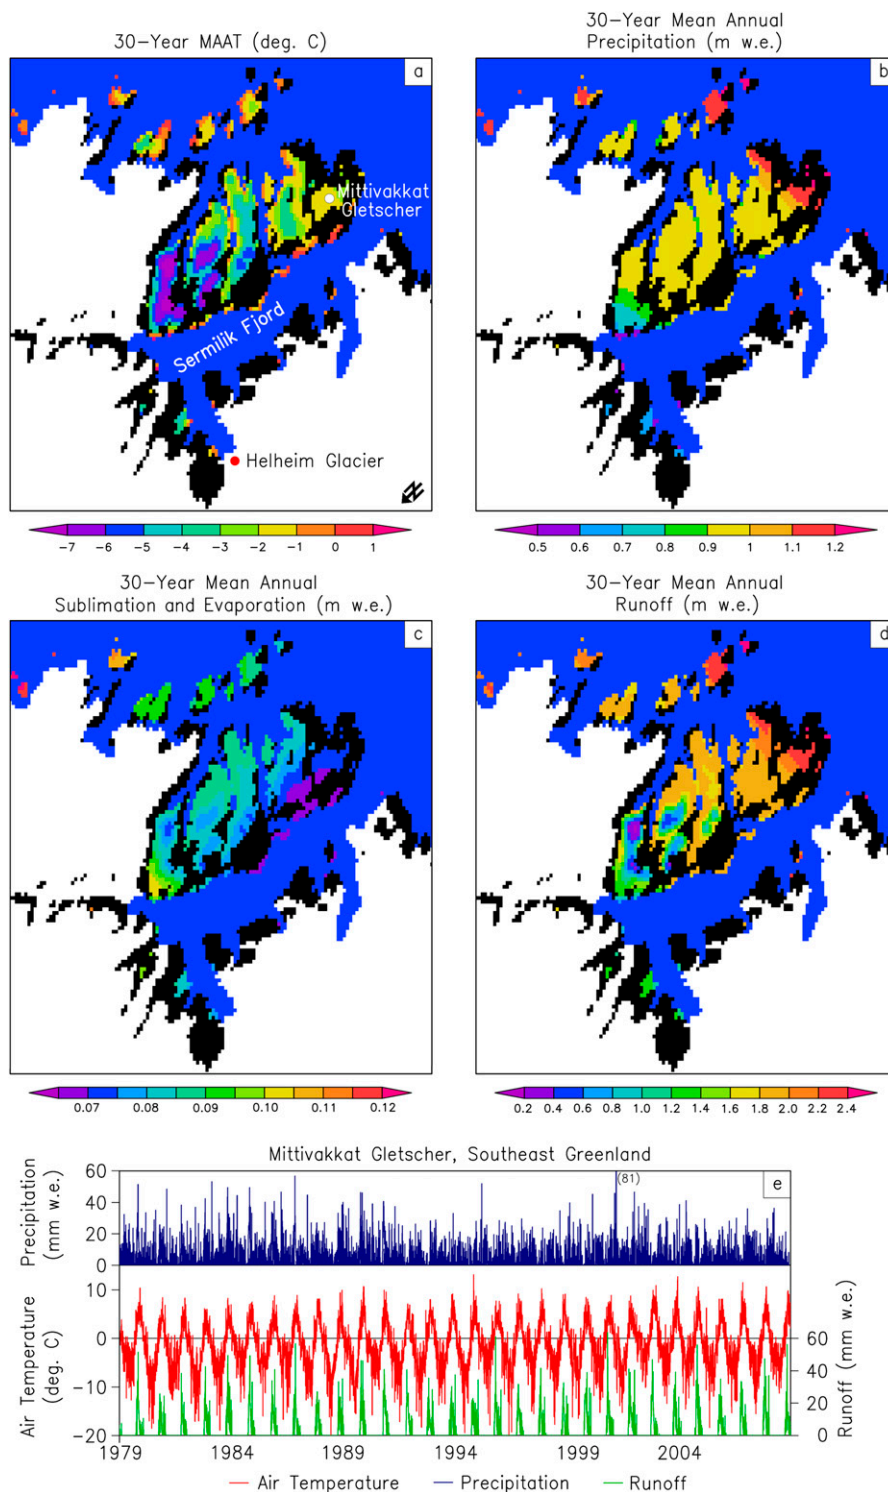 30-Year MAAT (deg. C)
30-Year Mean Annual
Precipitation (m w.e.)
a
b
Mittivakkat
Gletscher
Sermilik Fjord
Helheim Glacier
-7 -6 -5 -4 -3 -2 -1 0 1
0.5 0.6 0.7 0.8 0.9 1 1.1 1.2
30-Year Mean Annual
Sublimation and Evaporation (m w.e.)
30-Year Mean Annual
Runoff (m w.e.)
c
d
0.07 0.08 0.09 0.10 0.11 0.12
0.2 0.4 0.6 0.8 1.0 1.2 1.4 1.6 1.8 2.0 2.2 2.4
Mittivakkat Gletscher, Southeast Greenland
e
(81)
Precipitation
(mm w.e.)
60
40
20
0
Air Temperature
(deg. C)
10
0
-10
-20
Runoff (mm w.e.)
60
40
20
0
1979 1984 1989 1994 1999 2004
Air Temperature Precipitation Runoff